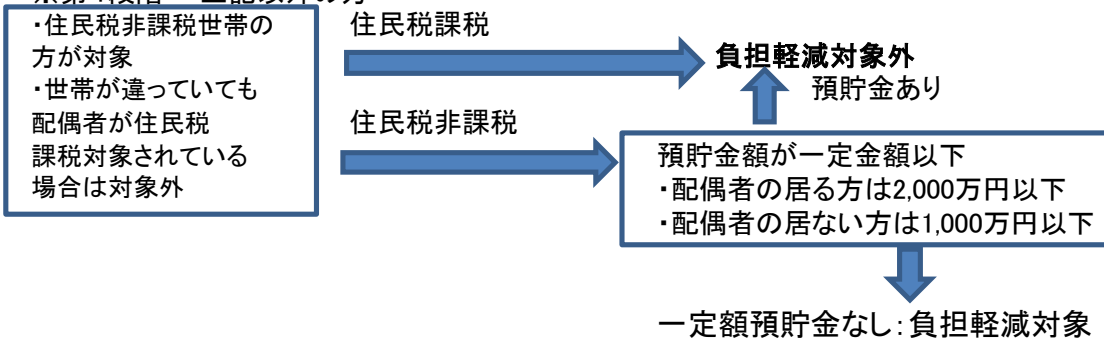 ・住民税非課税世帯の
方が対象
・世帯が違っていても
配偶者が住民税
課税対象されている
場合は対象外
住民税課税
負担軽減対象外
預貯金あり
住民税非課税
預貯金額が一定金額以下
・配偶者の居る方は2,000万円以下
・配偶者の居ない方は1,000万円以下
一定額預貯金なし:負担軽減対象